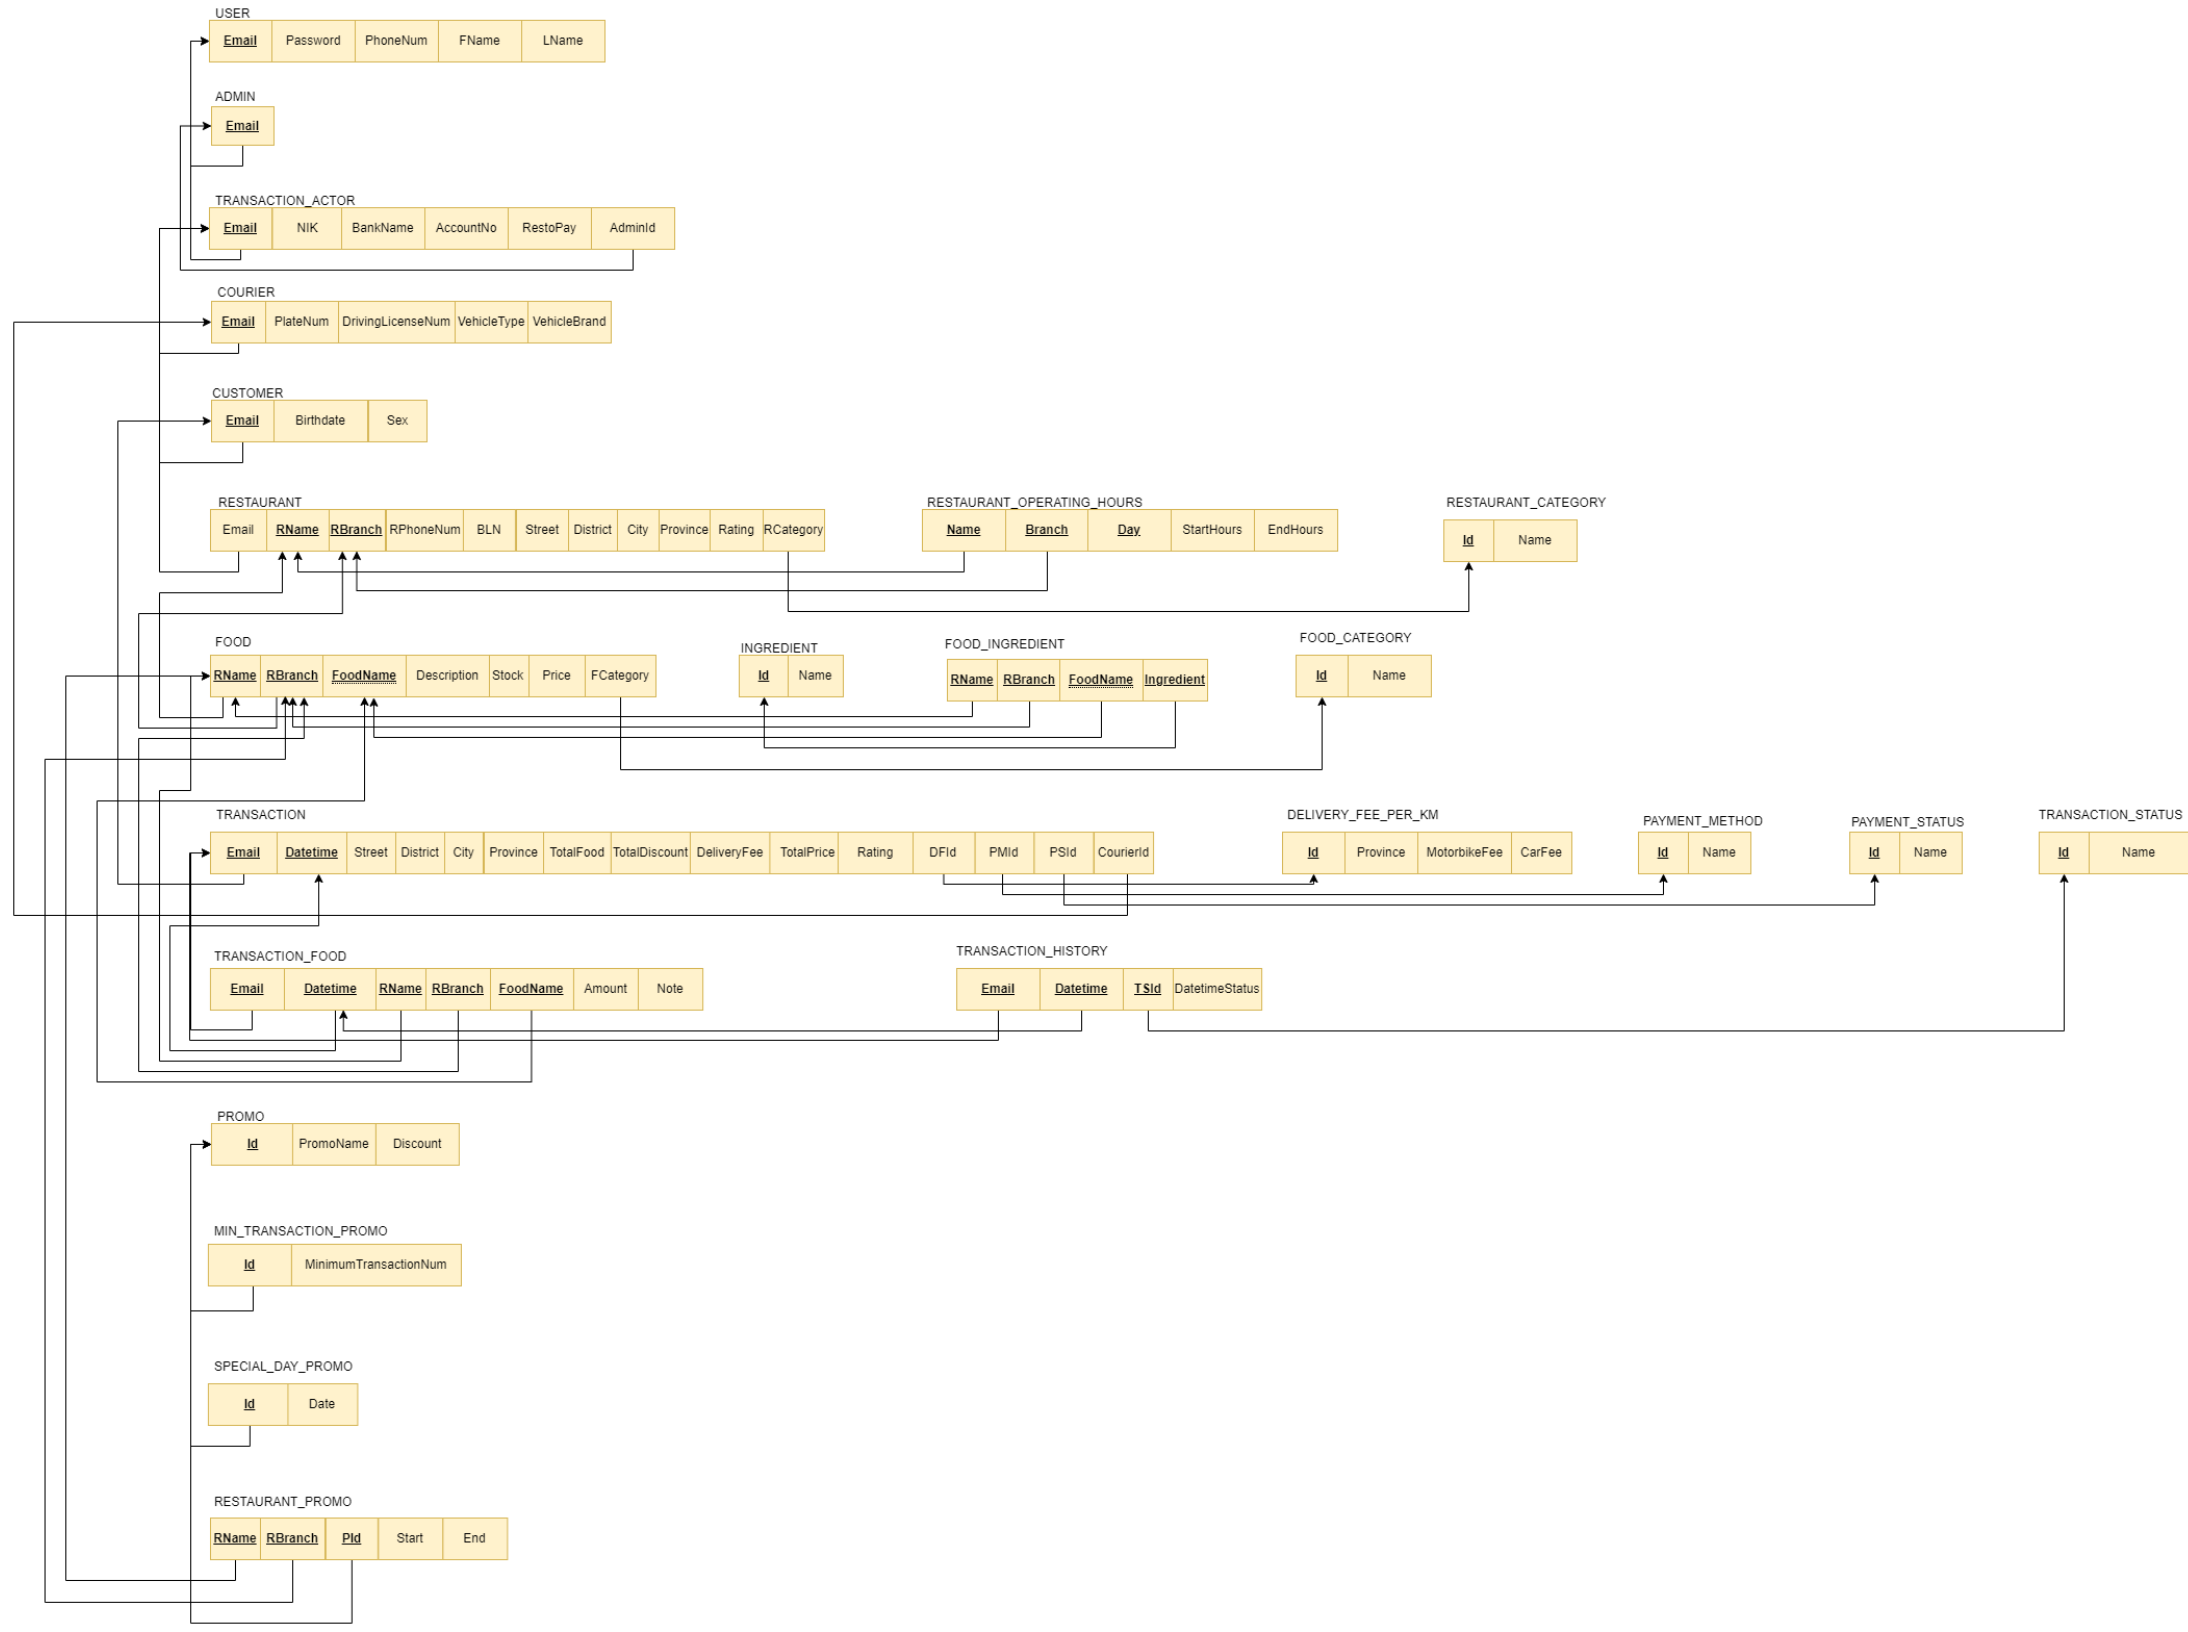 USER
Email Password PhoneNum FName LName
ADMIN
Email
TRANSACTION_ACTOR
Email NIK BankName AccountNo RestoPay AdminId
COURIER
Email PlateNum DrivingLicenseNum VehicleType VehicleBrand
CUSTOMER
Email Birthdate Sex
RESTAURANT RESTAURANT_OPERATING_HOURS RESTAURANT_CATEGORY
Email RName RBranch RPhoneNum BLN Street District City Province Rating RCategory Name Branch Day StartHours EndHours Id Name
FOOD INGREDIENT FOOD_INGREDIENT FOOD_CATEGORY
RName RBranch FoodName Description Stock Price FCategory Id Name RName RBranch FoodName Ingredient Id Name
TRANSACTION DELIVERY_FEE_PER_KM PAYMENT_METHOD PAYMENT_STATUS TRANSACTION_STATUS
Email Datetime Street District City Province TotalFood TotalDiscount DeliveryFee TotalPrice Rating DFId PMId PSId CourierId Id Province MotorbikeFee CarFee Id Name Id Name Id Name
TRANSACTION_FOOD TRANSACTION_HISTORY
Email Datetime RName RBranch FoodName Amount Note Email Datetime TSId DatetimeStatus
PROMO
Id PromoName Discount
MIN_TRANSACTION_PROMO
Id MinimumTransactionNum
SPECIAL_DAY_PROMO
Id Date
RESTAURANT_PROMO
RName RBranch PId Start End